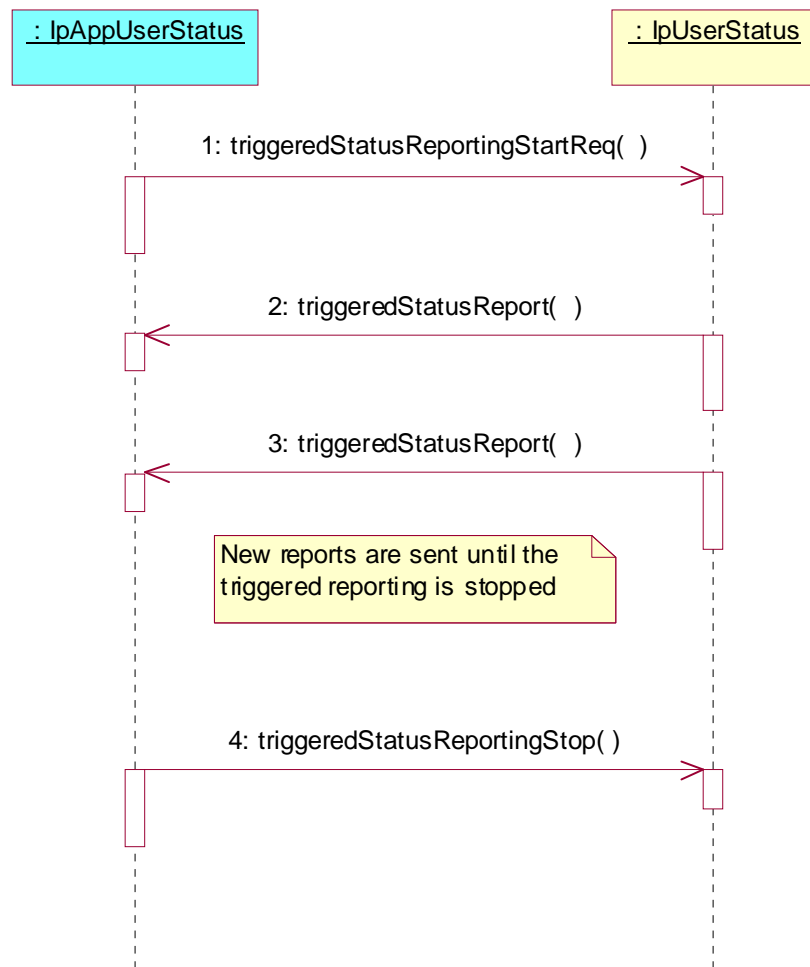 : IpAppUserStatus
: IpUserStatus
1: triggeredStatusReportingStartReq( )
2: triggeredStatusReport( )
3: triggeredStatusReport( )
New reports are sent until the
triggered reporting is stopped
4: triggeredStatusReportingStop( )